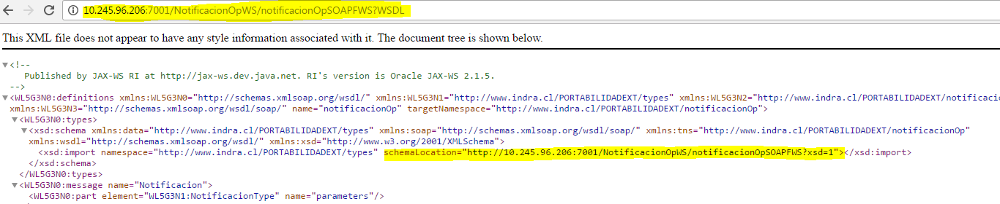 10.245.96.206:7001/NotificacionOpWS/notificacionOpSOAPFWS?WSDL
This XML file does not appear to have any style information associated with it. The document tree is shown below.
▼<!--
Published by JAX-WS RI at http://jax-ws.dev.java.net. RI's version is Oracle JAX-WS 2.1.5.
-->
▼<WL5G3N0:definitions xmlns:WL5G3N0="http://schemas.xmlsoap.org/wsdl/" xmlns:WL5G3N1="http://www.indra.cl/PORTABILIDADEXT/types" xmlns:WL5G3N2="http://www.indra.cl/PORTABILIDADEXT/notificac
xmlns:WL5G3N3="http://schemas.xmlsoap.org/wsdl/soap/" name="notificacionOp" targetNamespace="http://www.indra.cl/PORTABILIDADEXT/notificacionOp">
▼<WL5G3N0:types>
▼<xsd:schema xmlns:data="http://www.indra.cl/PORTABILIDADEXT/types" xmlns:soap="http://schemas.xmlsoap.org/wsdl/soap/" xmlns:tns="http://www.indra.cl/PORTABILIDADEXT/notificacionOp"
xmlns:wsdl="http://schemas.xmlsoap.org/wsdl/" xmlns:xsd="http://www.w3.org/2001/XMLSchema">
<xsd:import namespace="http://www.indra.cl/PORTABILIDADEXT/types" schemaLocation="http://10.245.96.206:7001/NotificacionOpWS/notificacionOpSOAPFWS?xsd=1"></xsd:import>
</xsd:schema>
</WL5G3N0:types>
▼<WL5G3N0:message name="Notificacion">
<WL5G3N0:part element="WL5G3N1:NotificacionType" name="parameters"/>